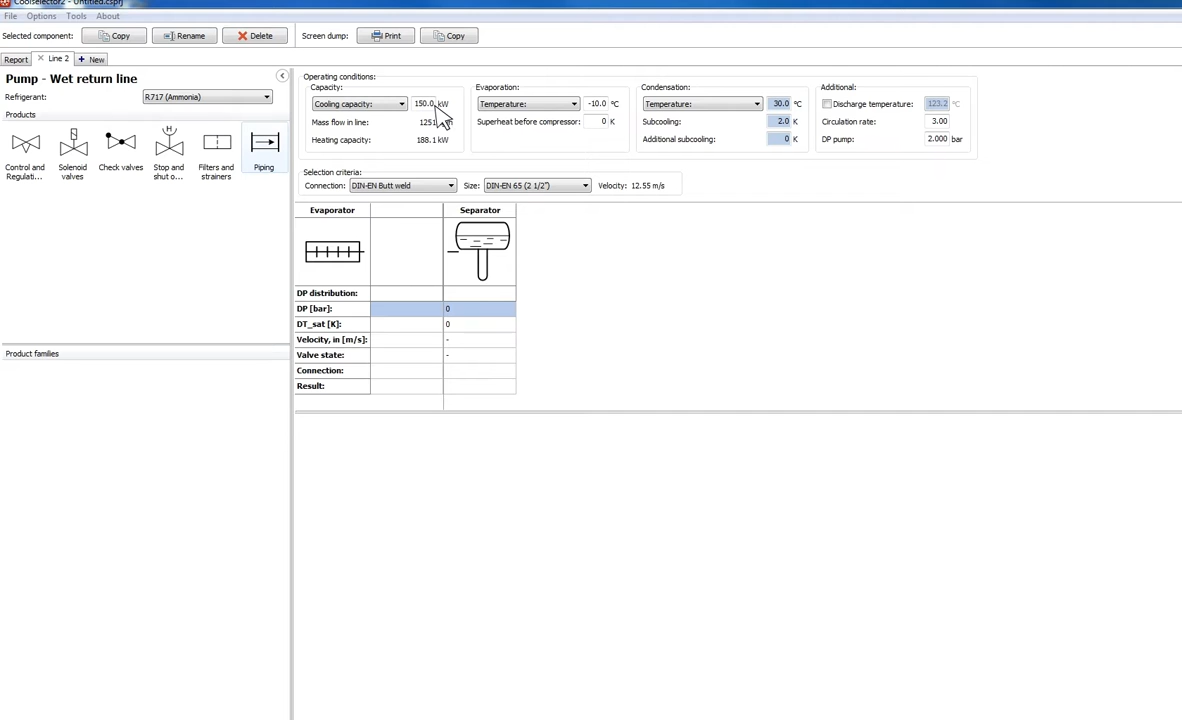 Coolselector2 - Untitled.csprj
File Options Tools About
Selected component: Copy Rename Delete Screen dump: Print Copy
Report Line 2 New
Pump - Wet return line
Refrigerant: R717 (Ammonia)
Products
Control and Regulati...
Solenoid valves
Check valves
Stop and shut o...
Filters and strainers
Piping
Product families
Operating conditions:
Capacity:
Cooling capacity: 150.0 kW
Mass flow in line: 1251
Heating capacity: 188.1 kW
Evaporation:
Temperature: -10.0 °C
Superheat before compressor: 0 K
Condensation:
Temperature: 30.0 °C
Subcooling: 2.0 K
Additional subcooling: 0 K
Additional:
Discharge temperature: 123.2 °C
Circulation rate: 3.00
DP pump: 2.000 bar
Selection criteria:
Connection: DIN-EN Butt weld Size: DIN-EN 65 (2 1/2") Velocity: 12.55 m/s
Evaporator Separator
DP distribution:
DP [bar]: 0
DT_sat [K]: 0
Velocity, in [m/s]: -
Valve state: -
Connection:
Result: